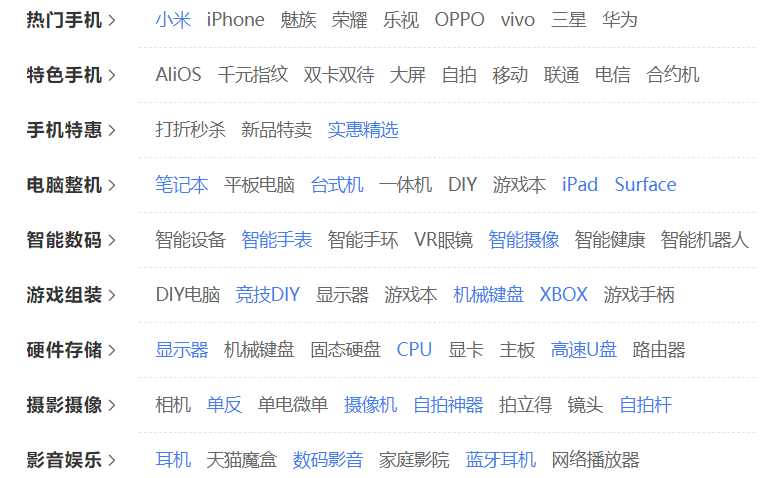 热门手机 > 小米 iPhone 魅族 荣耀 乐视 OPPO vivo 三星 华为
特色手机 > AliOS 千元指纹 双卡双待 大屏 自拍 移动 联通 电信 合约机
手机特惠 > 打折秒杀 新品特卖 实惠精选
电脑整机 > 笔记本 平板电脑 台式机 一体机 DIY 游戏本 iPad Surface
智能数码 > 智能设备 智能手表 智能手环 VR眼镜 智能摄像 智能健康 智能机器人
游戏组装 > DIY电脑 竞技DIY 显示器 游戏本 机械键盘 XBOX 游戏手柄
硬件存储 > 显示器 机械键盘 固态硬盘 CPU 显卡 主板 高速U盘 路由器
摄影摄像 > 相机 单反 单电微单 摄像机 自拍神器 拍立得 镜头 自拍杆
影音娱乐 > 耳机 天猫魔盒 数码影音 家庭影院 蓝牙耳机 网络播放器